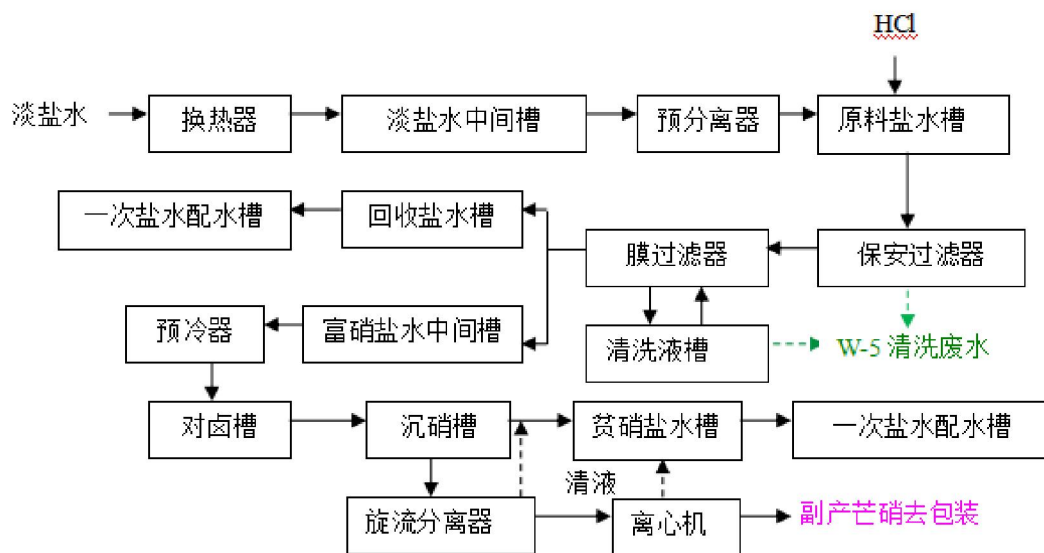 HCl
淡盐水
换热器
淡盐水中间槽
预分离器
原料盐水槽
一次盐水配水槽
回收盐水槽
膜过滤器
保安过滤器
预冷器
富硝盐水中间槽
清洗液槽
W-5 清洗废水
对卤槽
沉硝槽
贫硝盐水槽
一次盐水配水槽
清液
旋流分离器
离心机
副产芒硝去包装